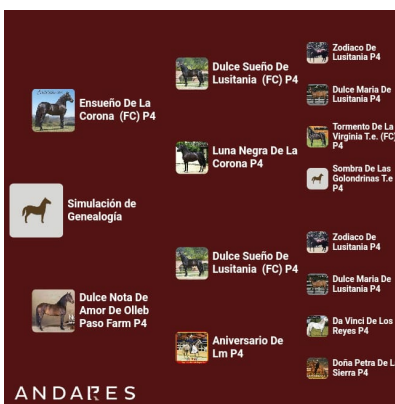 Zodiaco De
Lusitania P4
Dulce Sueño De
Lusitania (FC) P4
Dulce Maria De
Lusitania P4
Ensueño De La
Corona (FC) P4
Tormento De La
Virginia T.e. (FC)
P4
Luna Negra De La
Corona P4
Sombra De Las
Golondrinas T.e
P4
Simulación de
Genealogía
Zodiaco De
Lusitania P4
Dulce Sueño De
Lusitania (FC) P4
Dulce Maria De
Lusitania P4
Dulce Nota De
Amor De Olleb
Paso Farm P4
Da Vinci De Los
Reyes P4
Aniversario De
Lm P4
Doña Petra De L
Sierra P4
ANDARES